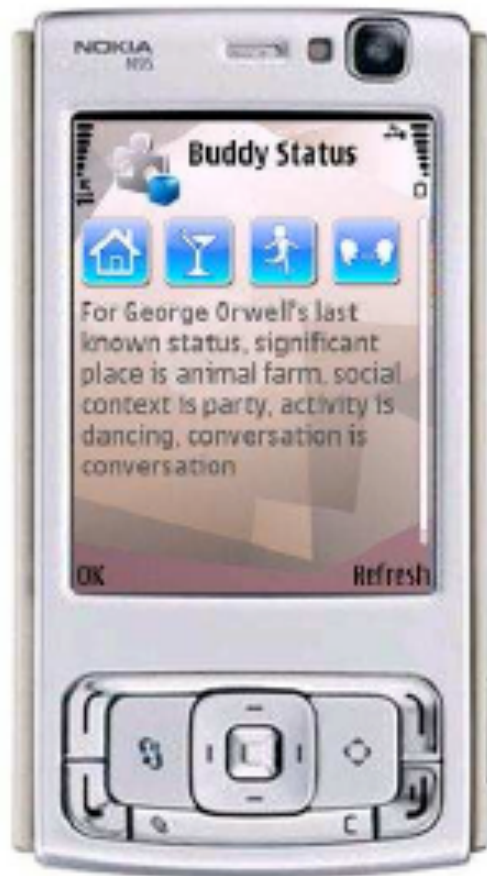 NOKIA
N95
Buddy Status
For George Orwell's last
known status, significant
place is animal farm, social
context is party, activity is
dancing, conversation is
conversation
OK
Refresh
C